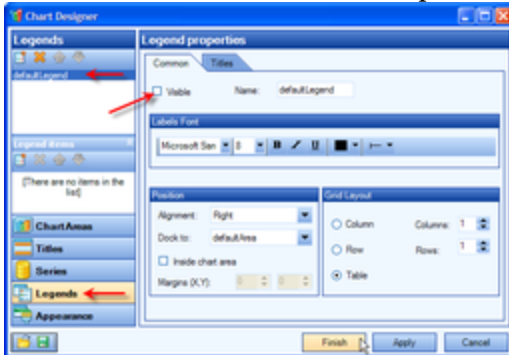 Chart Designer
Legends
defaultLegend
Legend items
[There are no items in the list]
Chart Areas
Titles
Series
Legends
Appearance
Legend properties
Common Titles
Visible Name: defaultLegend
Labels Font
Microsoft San 8 B I U
Position
Alignment: Right
Dock to: defaultArea
Inside chart area
Margins (X,Y): 0 0
Grid Layout
Column Columns: 1
Row Rows: 1
Table
Finish Apply Cancel